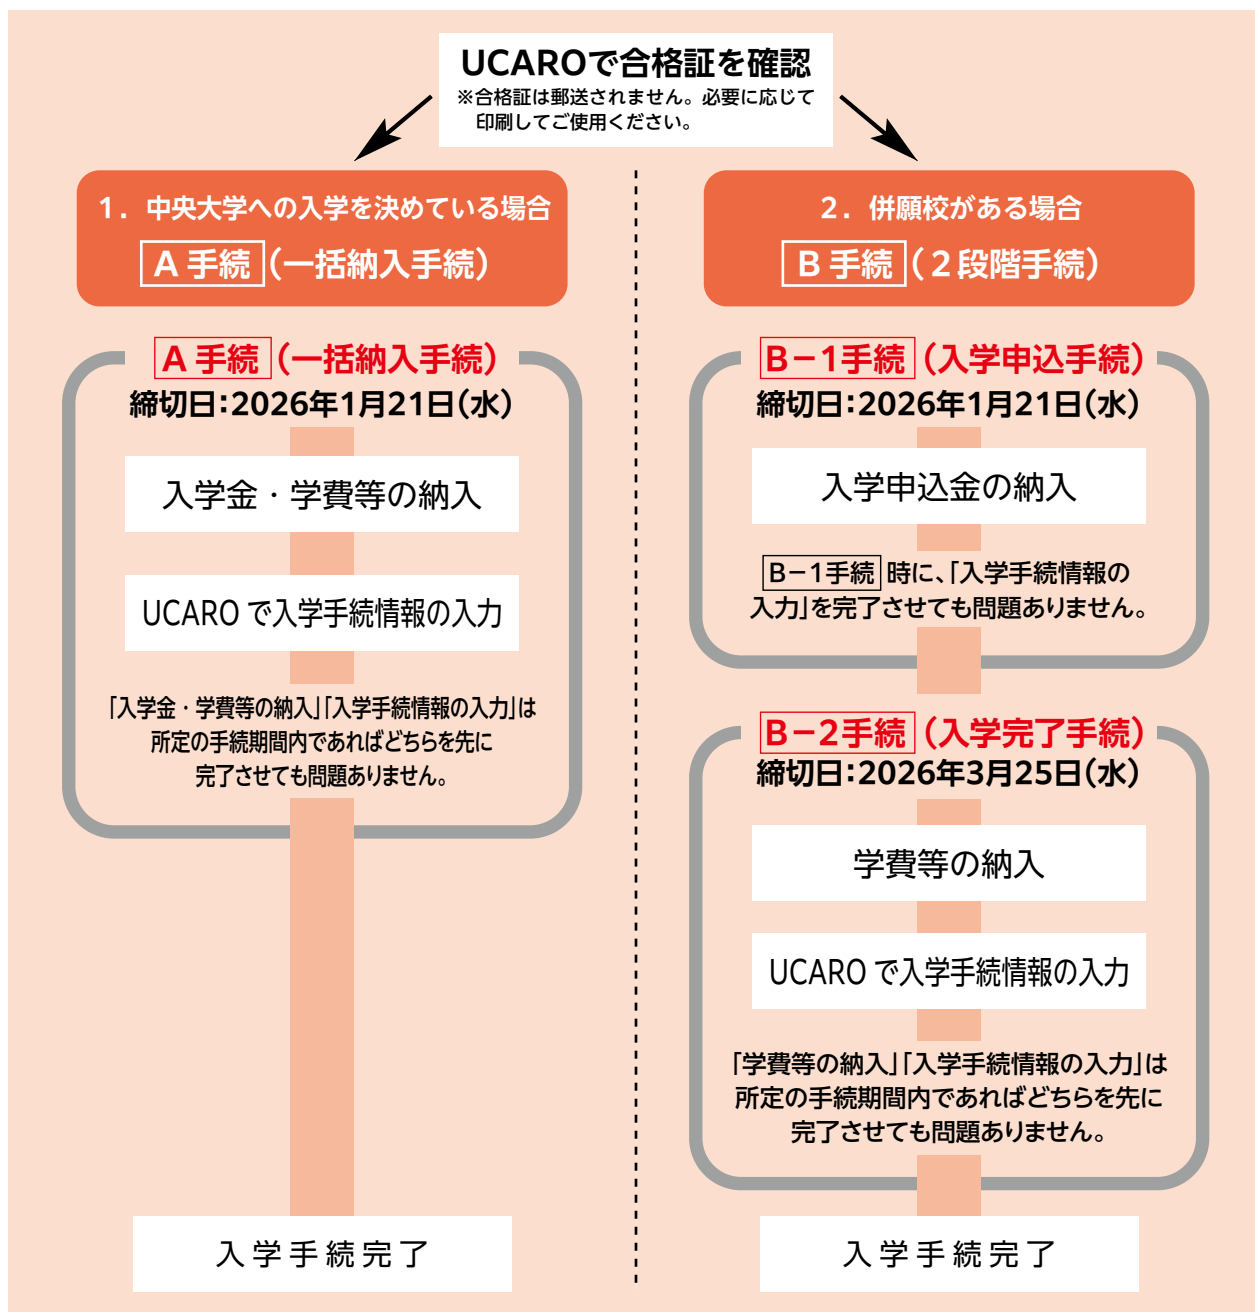 UCAROで合格証を確認
※合格証は郵送されません。必要に応じて
印刷してご使用ください。
1. 中央大学への入学を決めている場合
A 手続 (一括納入手続)
A 手続 (一括納入手続)
締切日:2026年1月21日(水)
入学金・学費等の納入
UCARO で入学手続情報の入力
「入学金・学費等の納入」「入学手続情報の入力」は
所定の手続期間内であればどちらを先に
完了させても問題ありません。
入学手続完了
2. 併願校がある場合
B 手続 (2段階手続)
B-1手続 (入学申込手続)
締切日:2026年1月21日(水)
入学申込金の納入
B-1手続 時に、「入学手続情報の
入力」を完了させても問題ありません。
B-2手続 (入学完了手続)
締切日:2026年3月25日(水)
学費等の納入
UCARO で入学手続情報の入力
「学費等の納入」「入学手続情報の入力」は
所定の手続期間内であればどちらを先に
完了させても問題ありません。
入学手続完了